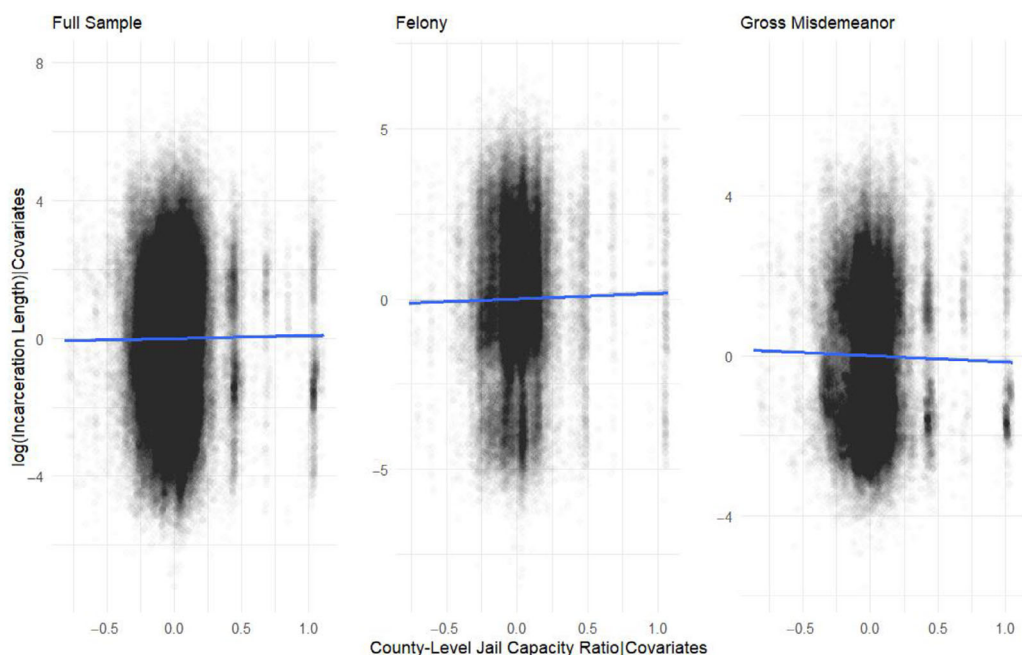 Full Sample
Felony
Gross Misdemeanor
log(Incarceration Length)|Covariates
8
4
0
−4
5
0
−5
4
0
−4
−0.5 0.0 0.5 1.0
−0.5 0.0 0.5 1.0
−0.5 0.0 0.5 1.0
County-Level Jail Capacity Ratio|Covariates